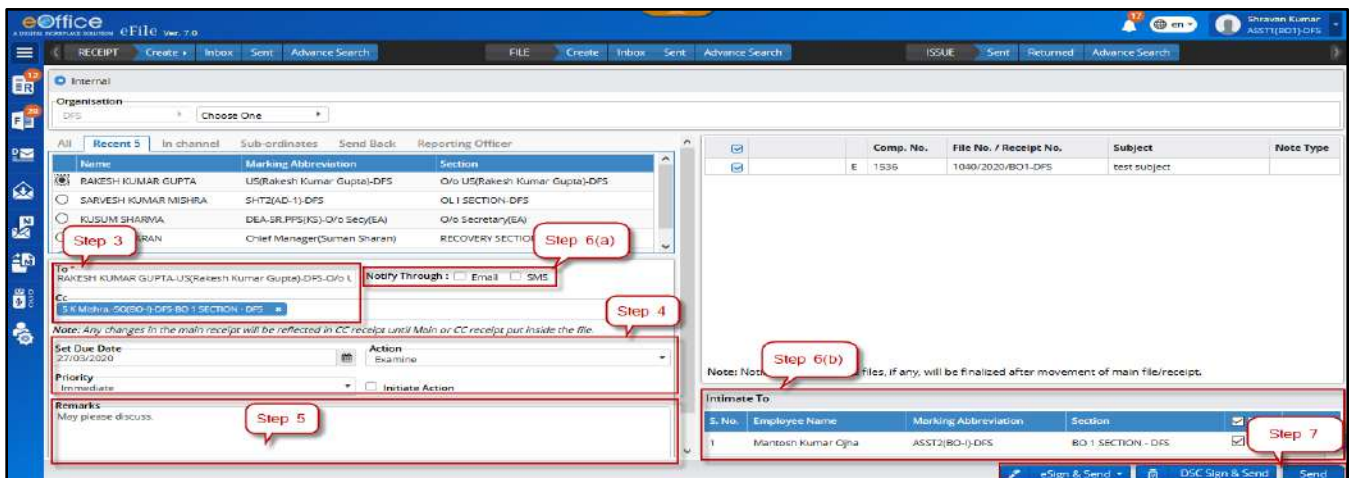 eOffice
A DIGITAL WORKPLACE SOLUTION eFile Ver. 7.0
17 en Shravan Kumar
ASST1(BO1)-DFS
RECEIPT Create Inbox Sent Advance Search FILE Create Inbox Sent Advance Search ISSUE Sent Returned Advance Search
Internal
Organisation
DFS Choose One
All Recent 5 In channel Sub-ordinates Send Back Reporting Officer
Name Marking Abbreviation Section
RAKESH KUMAR GUPTA US(Rakesh Kumar Gupta)-DFS O/o US(Rakesh Kumar Gupta)-DFS
SARVESH KUMAR MISHRA SHT2(AD-1)-DFS OL I SECTION-DFS
KUSUM SHARMA DEA-SR.PPS(KS)-O/o Secy(EA) O/o Secretary(EA)
Chief Manager(Suman Sharan) RECOVERY
Step 3
Step 6(a)
To *
RAKESH KUMAR GUPTA-US(Rakesh Kumar Gupta)-DFS-O/o U
Notify Through : Email SMS
Cc
S K Mishra.-SO(BO-I)-DFS-BO 1 SECTION - DFS
Step 4
Note: Any changes in the main receipt will be reflected in CC receipt until Main or CC receipt put inside the file.
Set Due Date Action
27/03/2020 Examine
Priority
Immediate Initiate Action
Remarks
May please discuss.
Step 5
Comp. No. File No. / Receipt No. Subject Note Type
E 1536 1040/2020/BO1-DFS test subject
Step 6(b)
Note: files, if any, will be finalized after movement of main file/receipt.
Intimate To
S. No. Employee Name Marking Abbreviation Section
1 Mantosh Kumar Ojha ASST2(BO-I)-DFS BO 1 SECTION - DFS
Step 7
eSign & Send DSC Sign & Send Send